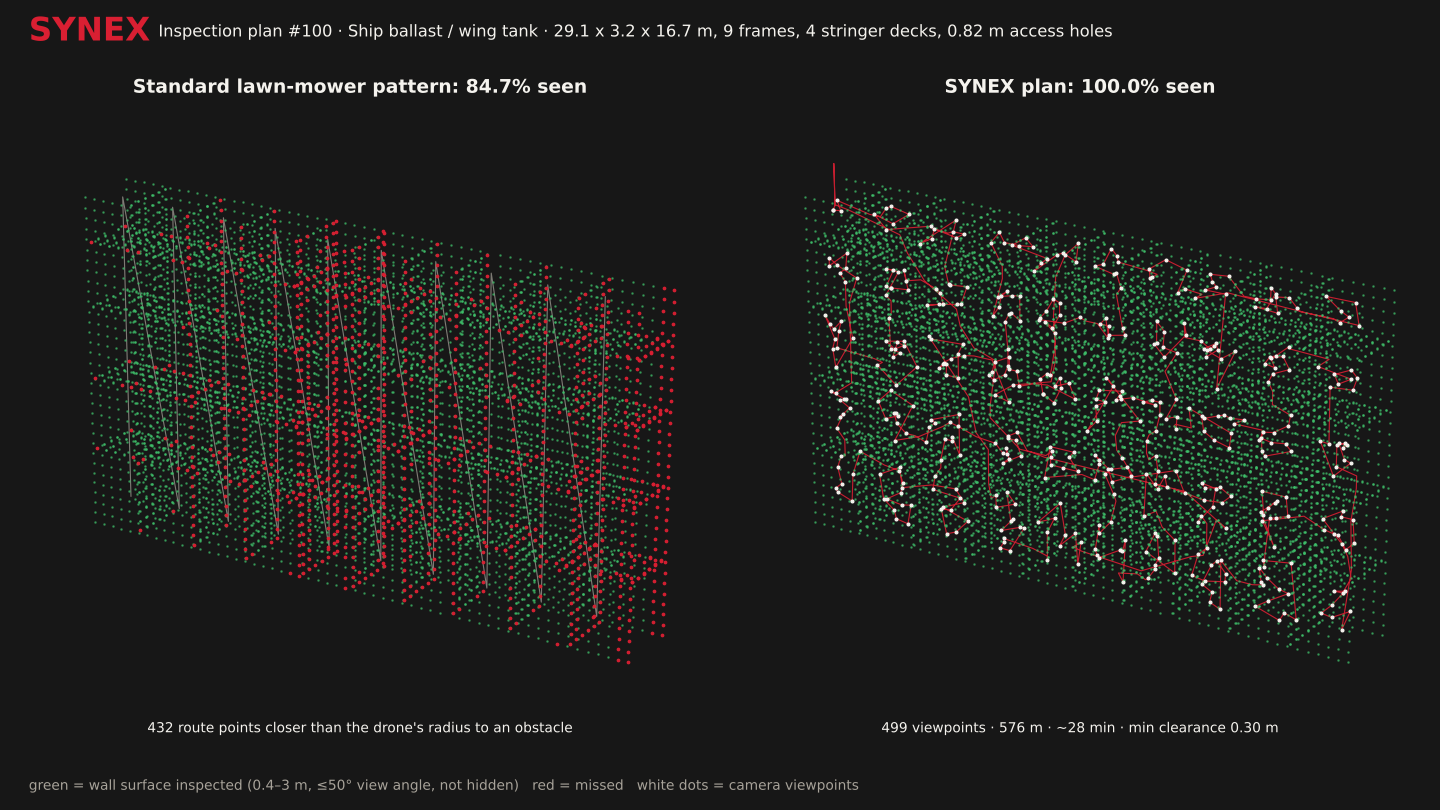 SYNEX Inspection plan #100 · Ship ballast / wing tank · 29.1 x 3.2 x 16.7 m, 9 frames, 4 stringer decks, 0.82 m access holes
Standard lawn-mower pattern: 84.7% seen
SYNEX plan: 100.0% seen
432 route points closer than the drone's radius to an obstacle
499 viewpoints · 576 m · ~28 min · min clearance 0.30 m
green = wall surface inspected (0.4–3 m, ≤50° view angle, not hidden)   red = missed   white dots = camera viewpoints